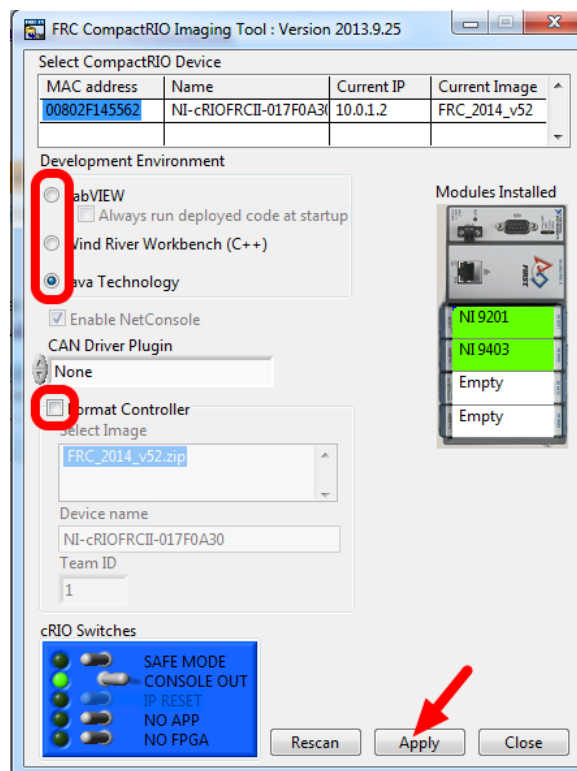 FRC CompactRIO Imaging Tool : Version 2013.9.25
Select CompactRIO Device
MAC address Name Current IP Current Image
00802F145562 NI-cRIOFRCII-017F0A3 10.0.1.2 FRC_2014_v52
Development Environment
abVIEW
Always run deployed code at startup
Wind River Workbench (C++)
ava Technology
Modules Installed
FIRST
NI 9201
NI 9403
Empty
Empty
Enable NetConsole
CAN Driver Plugin
None
Format Controller
Select Image
FRC_2014_v52.zip
Device name
NI-cRIOFRCII-017F0A30
Team ID
1
cRIO Switches
SAFE MODE
CONSOLE OUT
IP RESET
NO APP
NO FPGA
Rescan Apply Close